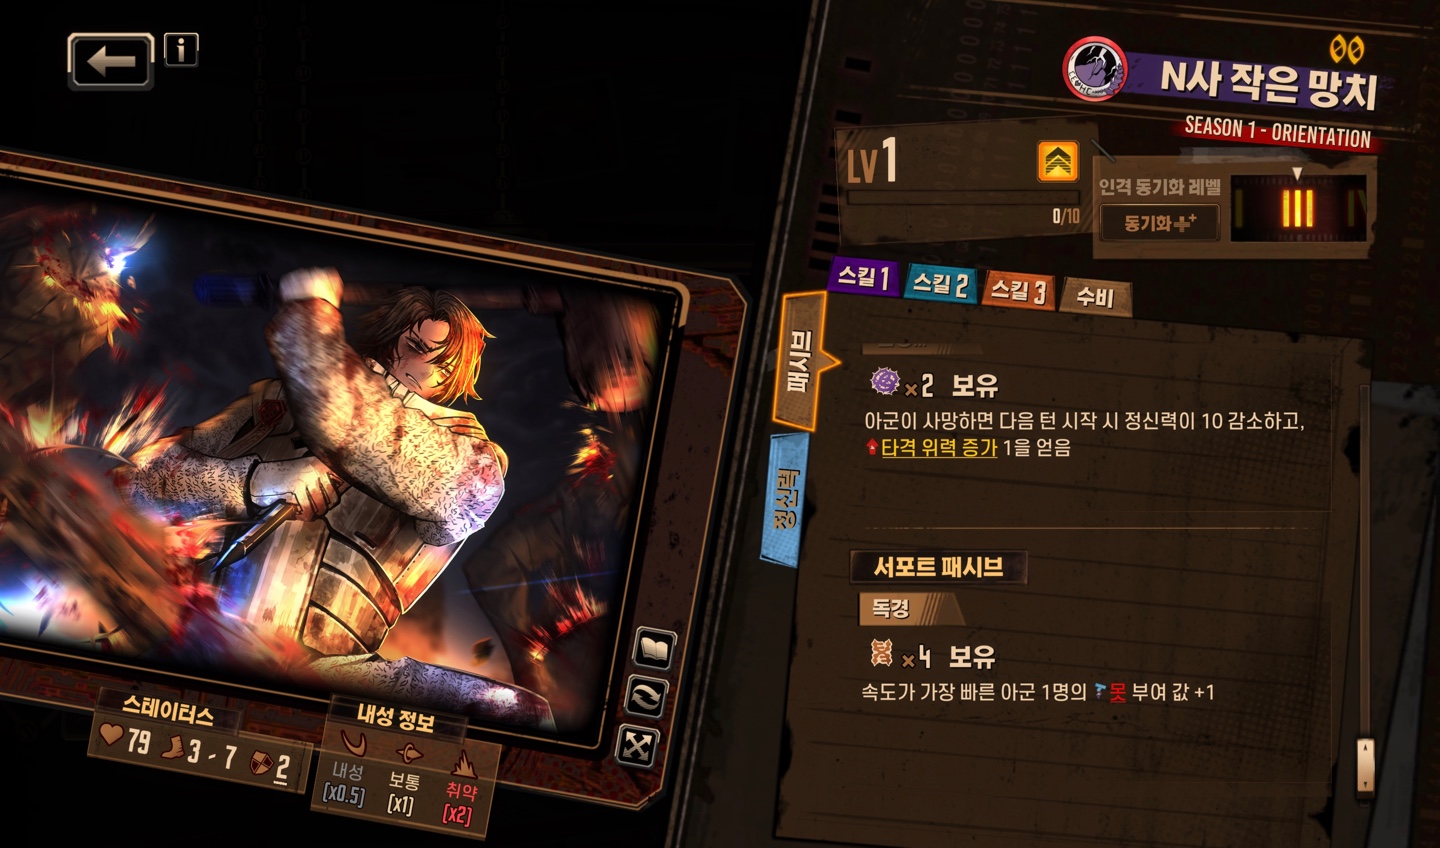 N사 작은 망치
SEASON 1 - ORIENTATION
LV 1
0/10
인격 동기화 레벨
동기화
스킬 1
스킬 2
스킬 3
수비
패시브
정신력
×2 보유
아군이 사망하면 다음 턴 시작 시 정신력이 10 감소하고,
타격 위력 증가 1을 얻음
서포트 패시브
독경
×4 보유
속도가 가장 빠른 아군 1명의 못 부여 값 +1
스테이터스
79 3 - 7 2
내성 정보
내성 보통 취약
[x0.5] [x1] [x2]